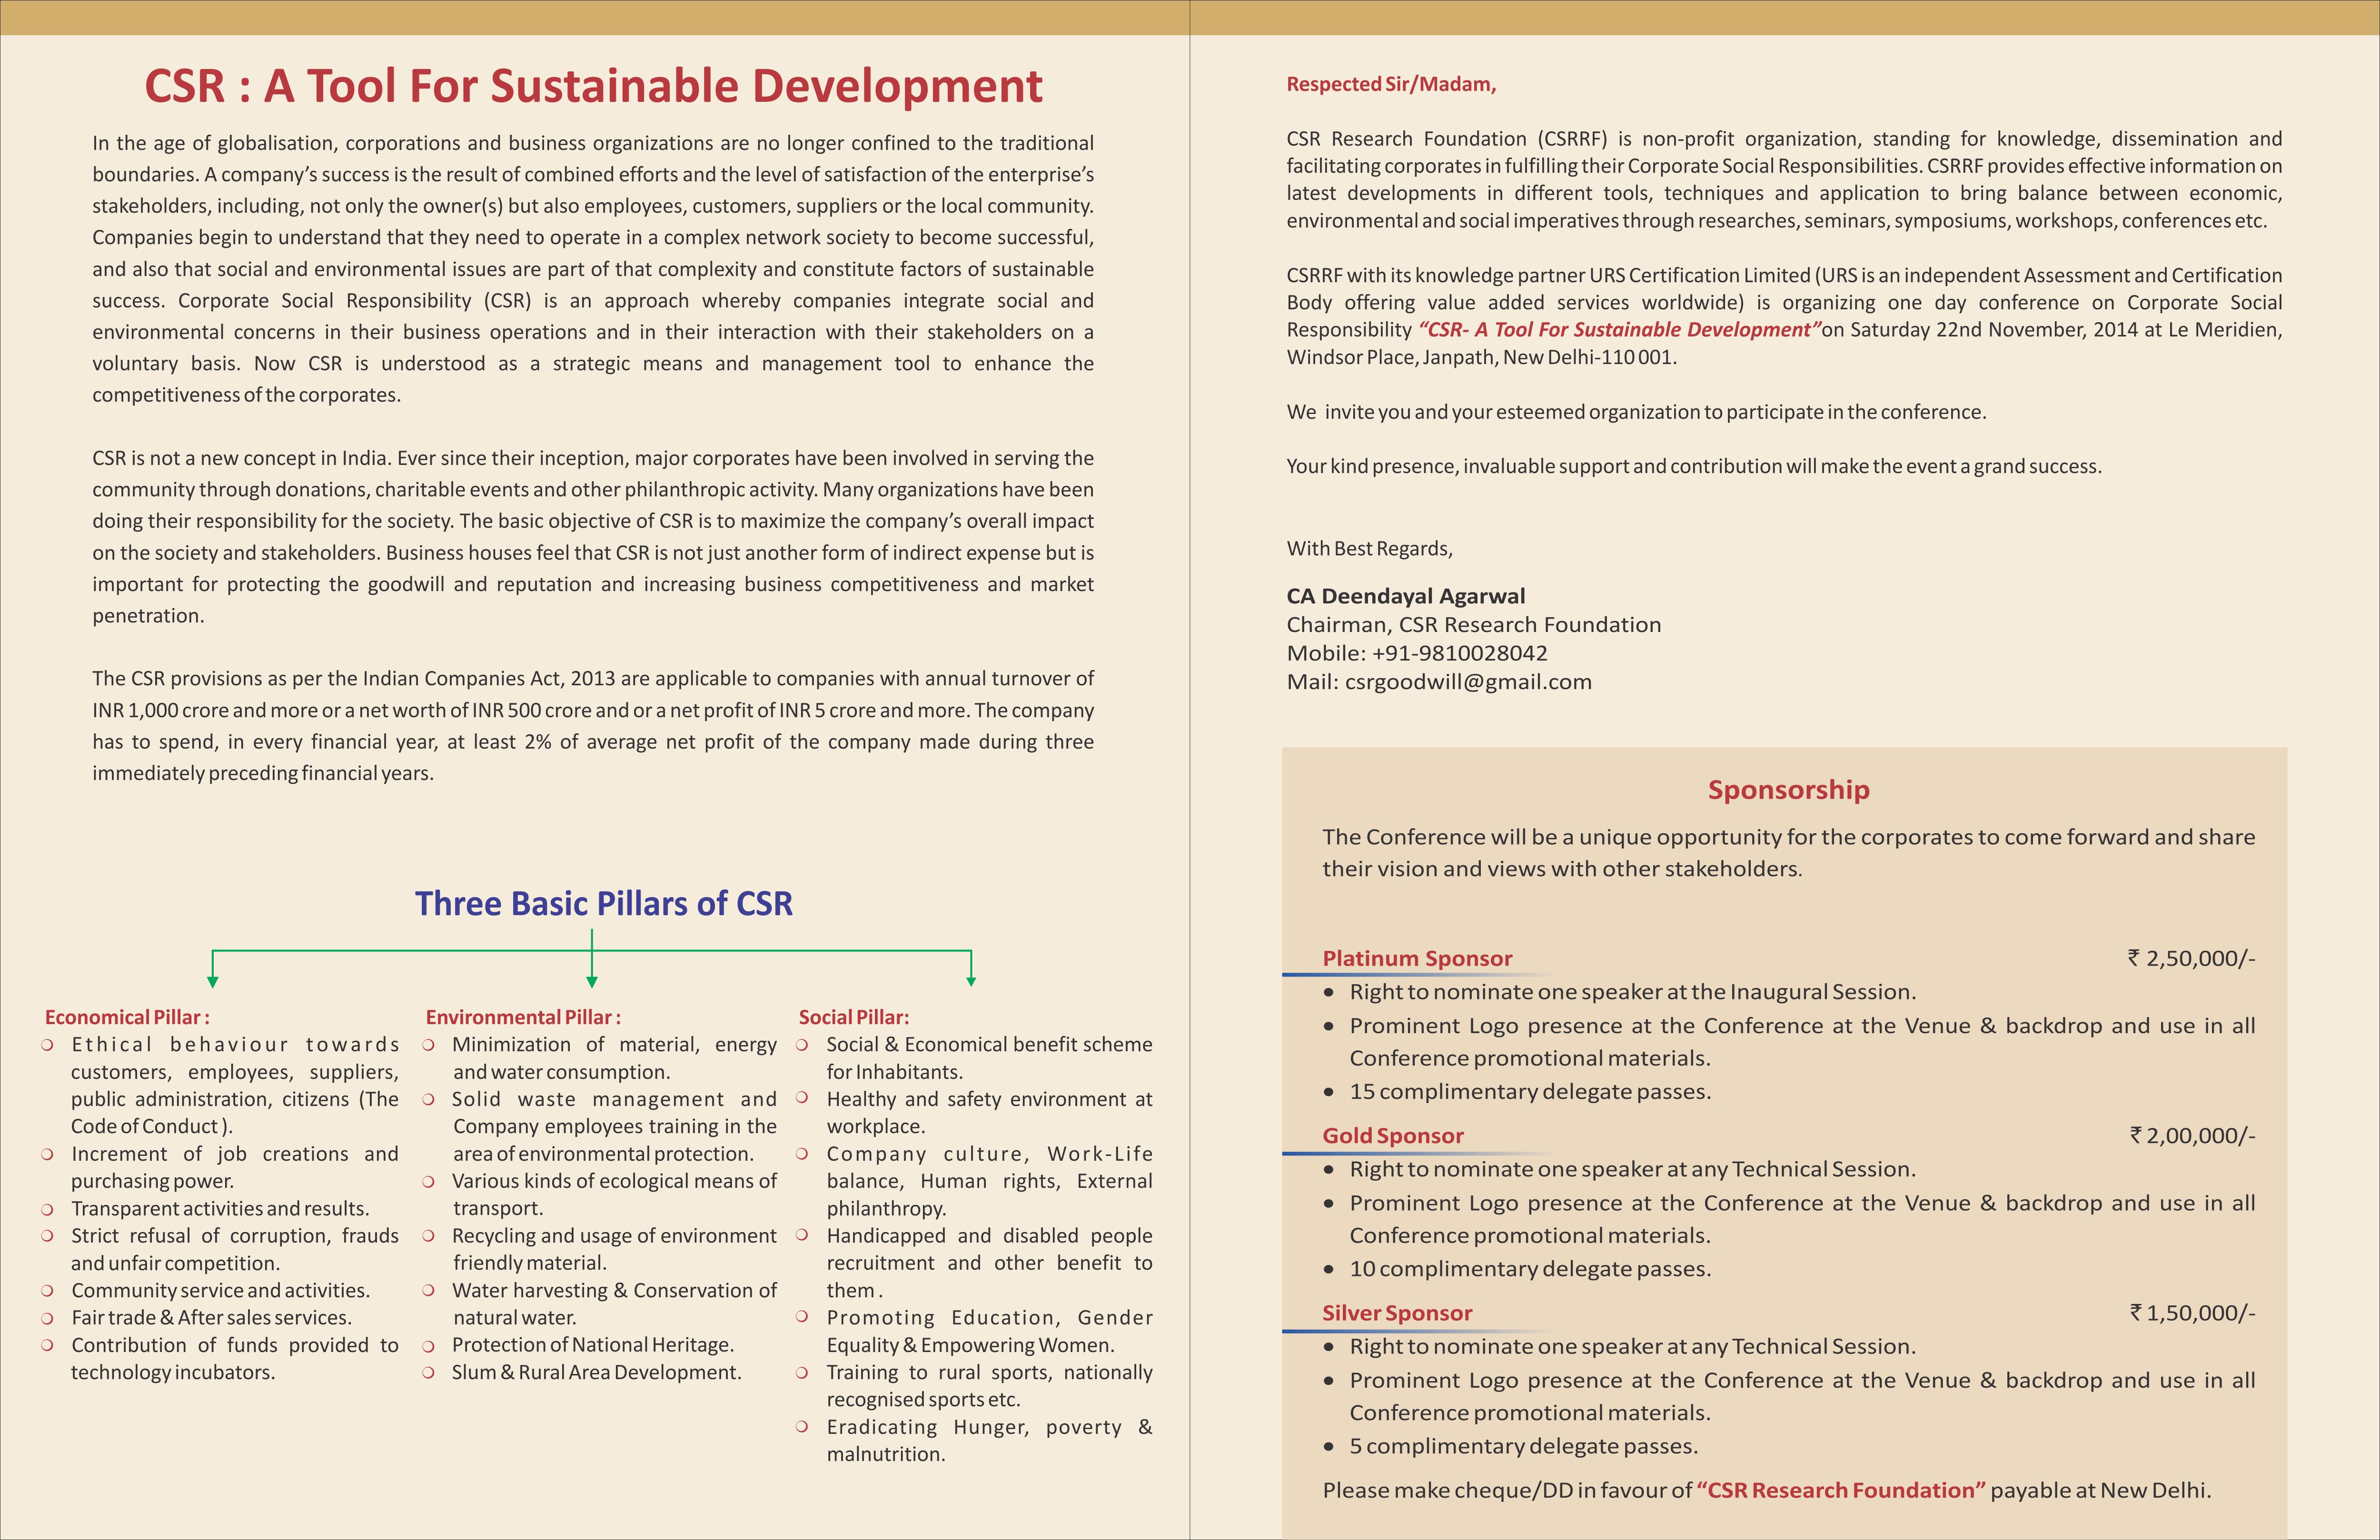 CSR : A Tool For Sustainable Development
In the age of globalisation, corporations and business organizations are no longer confined to the traditional
boundaries. A company’s success is the result of combined efforts and the level of satisfaction of the enterprise’s
stakeholders, including, not only the owner(s) but also employees, customers, suppliers or the local community.
Companies begin to understand that they need to operate in a complex network society to become successful,
and also that social and environmental issues are part of that complexity and constitute factors of sustainable
success. Corporate Social Responsibility (CSR) is an approach whereby companies integrate social and
environmental concerns in their business operations and in their interaction with their stakeholders on a
voluntary basis. Now CSR is understood as a strategic means and management tool to enhance the
competitiveness of the corporates.
CSR is not a new concept in India. Ever since their inception, major corporates have been involved in serving the
community through donations, charitable events and other philanthropic activity. Many organizations have been
doing their responsibility for the society. The basic objective of CSR is to maximize the company’s overall impact
on the society and stakeholders. Business houses feel that CSR is not just another form of indirect expense but is
important for protecting the goodwill and reputation and increasing business competitiveness and market
penetration.
The CSR provisions as per the Indian Companies Act, 2013 are applicable to companies with annual turnover of
INR 1,000 crore and more or a net worth of INR 500 crore and or a net profit of INR 5 crore and more. The company
has to spend, in every financial year, at least 2% of average net profit of the company made during three
immediately preceding financial years.
Three Basic Pillars of CSR
Economical Pillar :
Ethical behaviour towards
customers, employees, suppliers,
public administration, citizens (The
Code of Conduct ).
Increment of job creations and
purchasing power.
Transparent activities and results.
Strict refusal of corruption, frauds
and unfair competition.
Community service and activities.
Fair trade & After sales services.
Contribution of funds provided to
technology incubators.
Environmental Pillar :
Minimization of material, energy
and water consumption.
Solid waste management and
Company employees training in the
area of environmental protection.
Various kinds of ecological means of
transport.
Recycling and usage of environment
friendly material.
Water harvesting & Conservation of
natural water.
Protection of National Heritage.
Slum & Rural Area Development.
Social Pillar:
Social & Economical benefit scheme
for Inhabitants.
Healthy and safety environment at
workplace.
Company culture, Work-Life
balance, Human rights, External
philanthropy.
Handicapped and disabled people
recruitment and other benefit to
them .
Promoting Education, Gender
Equality & Empowering Women.
Training to rural sports, nationally
recognised sports etc.
Eradicating Hunger, poverty &
malnutrition.
Respected Sir/Madam,
CSR Research Foundation (CSRRF) is non-profit organization, standing for knowledge, dissemination and
facilitating corporates in fulfilling their Corporate Social Responsibilities. CSRRF provides effective information on
latest developments in different tools, techniques and application to bring balance between economic,
environmental and social imperatives through researches, seminars, symposiums, workshops, conferences etc.
CSRRF with its knowledge partner URS Certification Limited (URS is an independent Assessment and Certification
Body offering value added services worldwide) is organizing one day conference on Corporate Social
Responsibility “CSR- A Tool For Sustainable Development”on Saturday 22nd November, 2014 at Le Meridien,
Windsor Place, Janpath, New Delhi-110 001.
We invite you and your esteemed organization to participate in the conference.
Your kind presence, invaluable support and contribution will make the event a grand success.
With Best Regards,
CA Deendayal Agarwal
Chairman, CSR Research Foundation
Mobile: +91-9810028042
Mail: csrgoodwill@gmail.com
Sponsorship
The Conference will be a unique opportunity for the corporates to come forward and share
their vision and views with other stakeholders.
Platinum Sponsor ₹ 2,50,000/-
• Right to nominate one speaker at the Inaugural Session.
• Prominent Logo presence at the Conference at the Venue & backdrop and use in all
Conference promotional materials.
• 15 complimentary delegate passes.
Gold Sponsor ₹ 2,00,000/-
• Right to nominate one speaker at any Technical Session.
• Prominent Logo presence at the Conference at the Venue & backdrop and use in all
Conference promotional materials.
• 10 complimentary delegate passes.
Silver Sponsor ₹ 1,50,000/-
• Right to nominate one speaker at any Technical Session.
• Prominent Logo presence at the Conference at the Venue & backdrop and use in all
Conference promotional materials.
• 5 complimentary delegate passes.
Please make cheque/DD in favour of “CSR Research Foundation” payable at New Delhi.